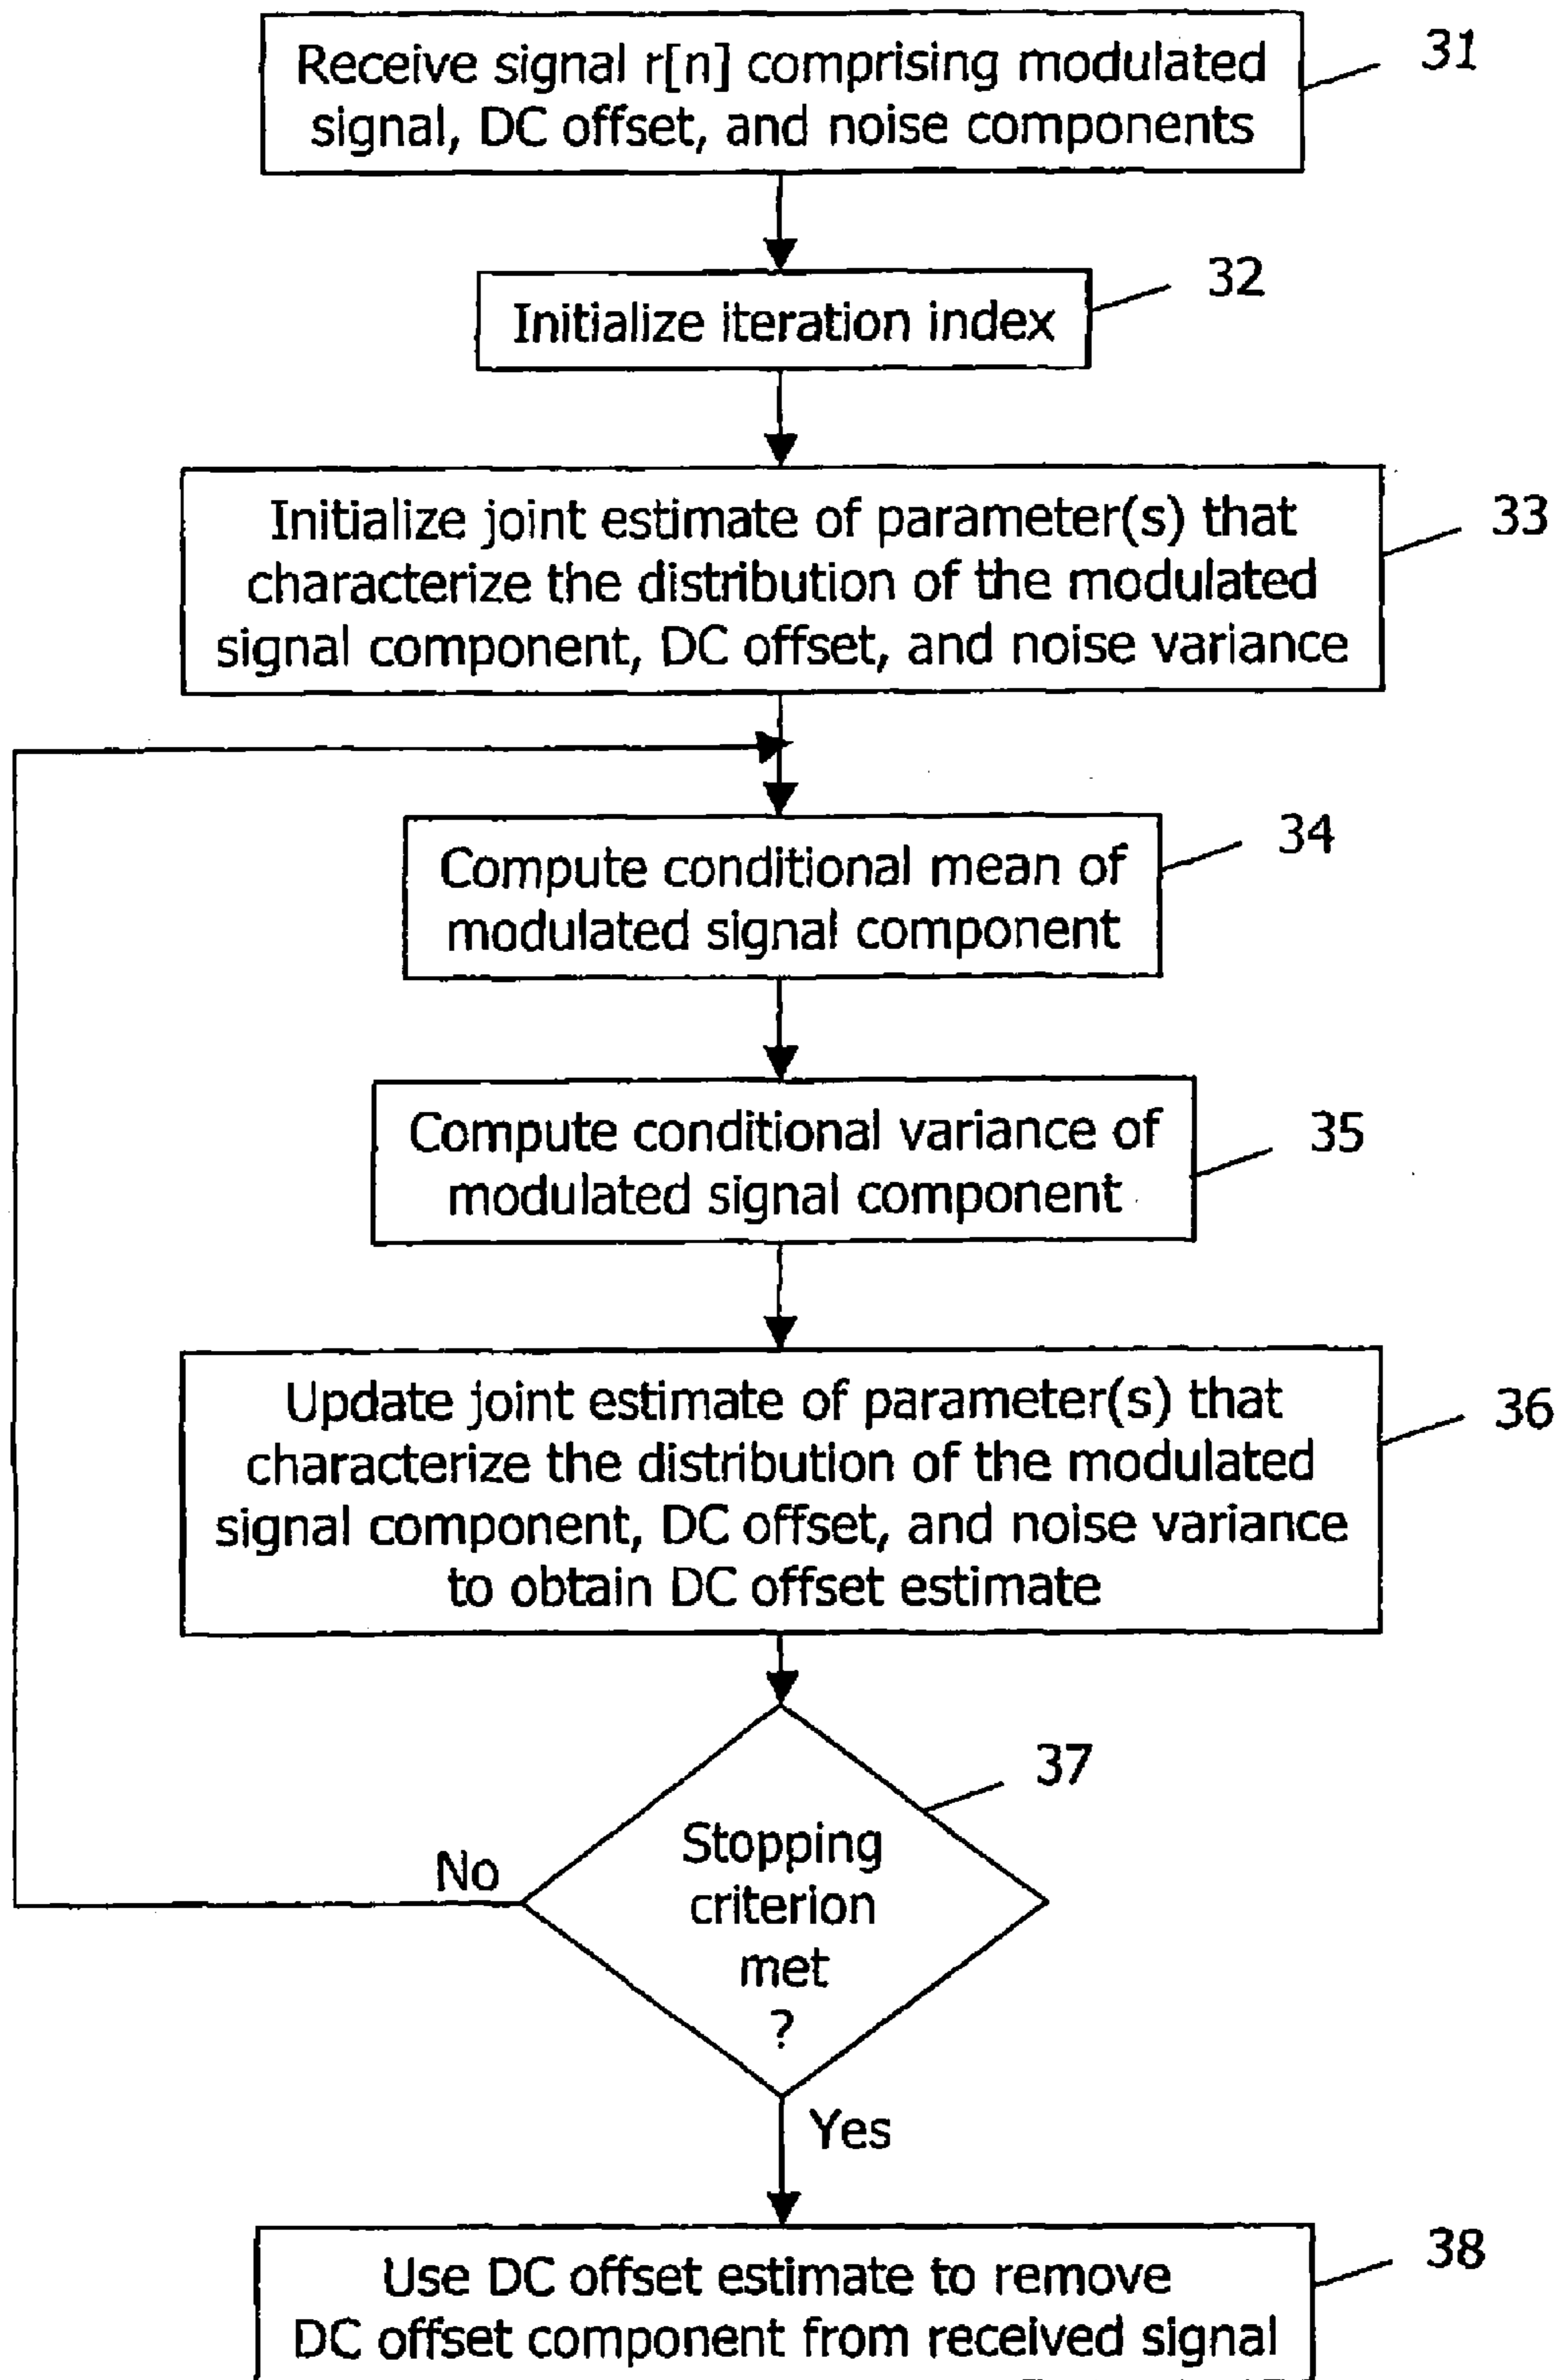 Receive signal r[n] comprising modulated
signal, DC offset, and noise components
31
Initialize iteration index
32
Initialize joint estimate of parameter(s) that
characterize the distribution of the modulated
signal component, DC offset, and noise variance
33
Compute conditional mean of
modulated signal component
34
Compute conditional variance of
modulated signal component
35
Update joint estimate of parameter(s) that
characterize the distribution of the modulated
signal component, DC offset, and noise variance
to obtain DC offset estimate
36
Stopping
criterion
met
?
37
No
Yes
Use DC offset estimate to remove
DC offset component from received signal
38